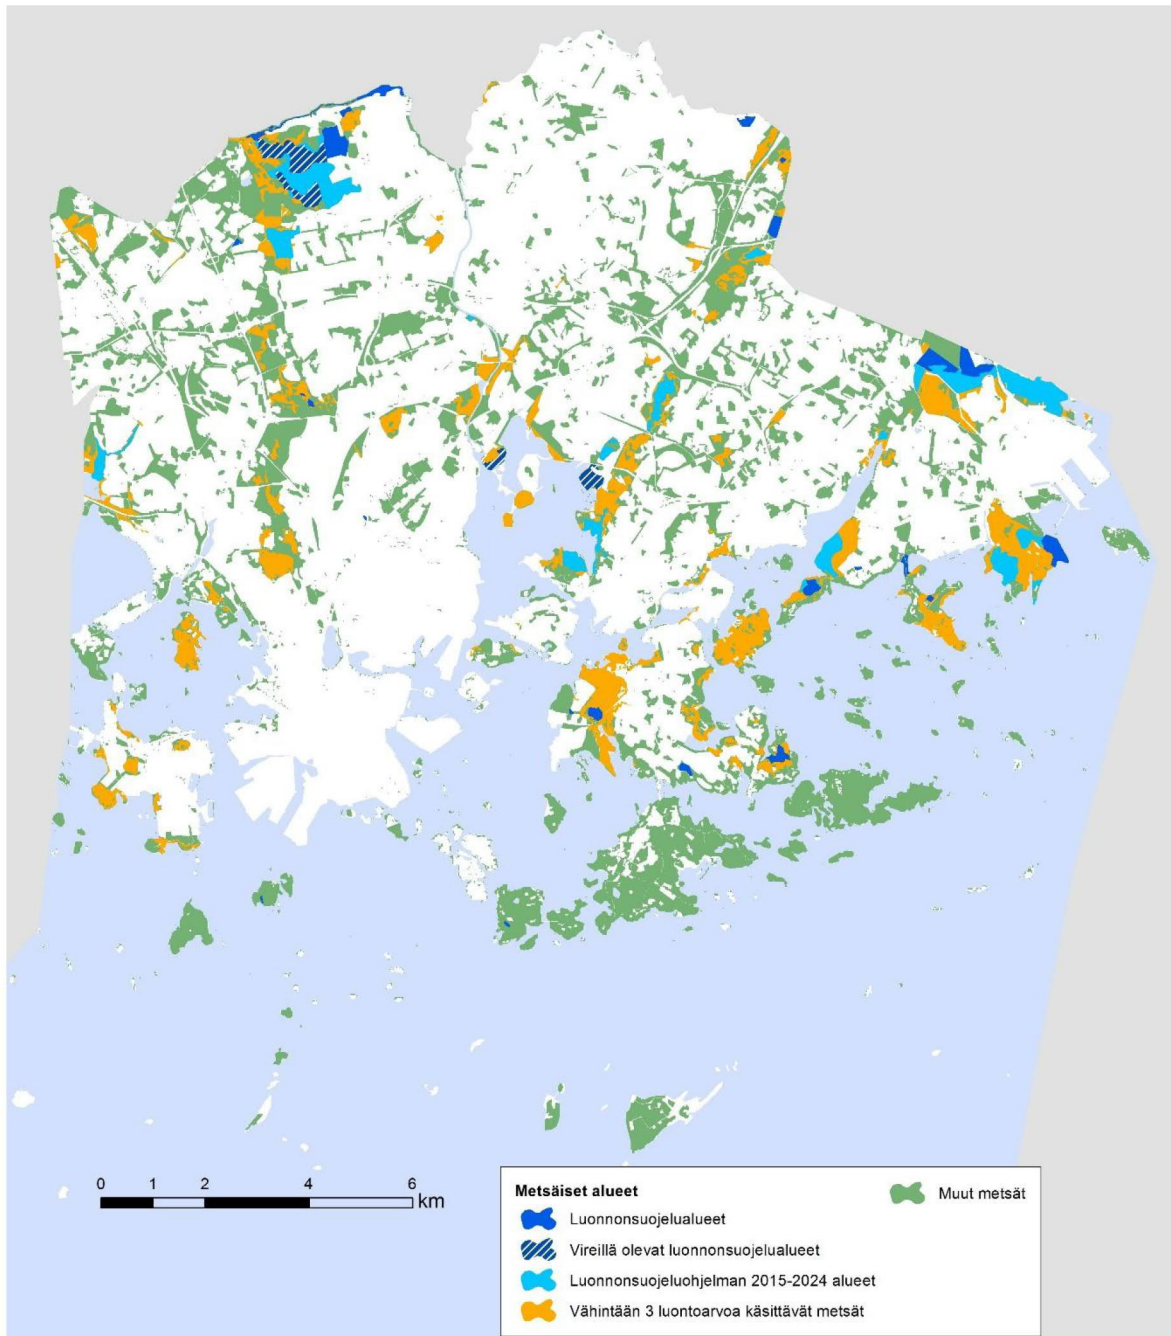 0 1 2 4 6
km
Metsäiset alueet
Luonnonsuojelualueet
Vireillä olevat luonnonsuojelualueet
Luonnonsuojeluohjelman 2015-2024 alueet
Vähintään 3 luontoarvoa käsittävät metsät
Muut metsät